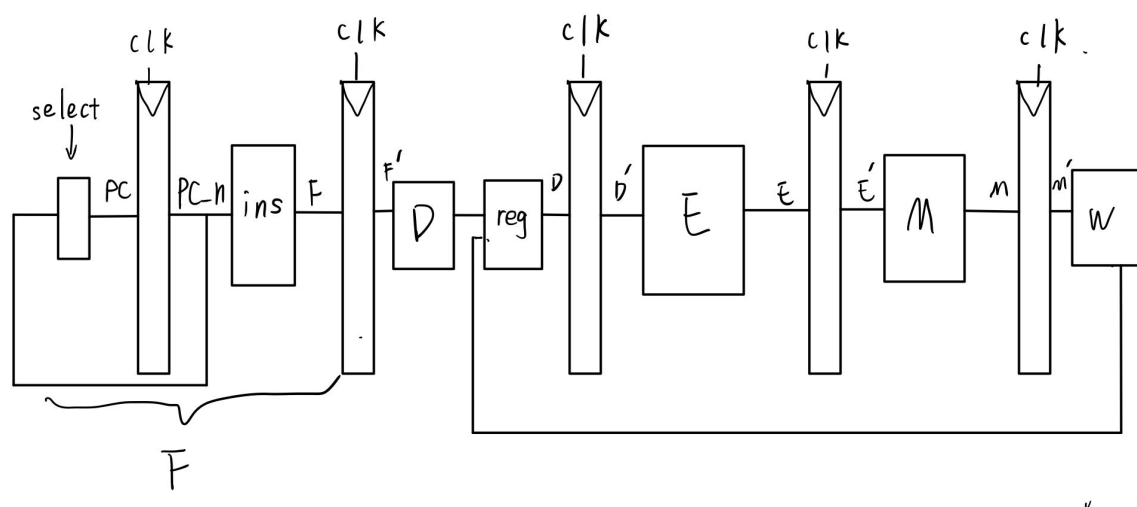 clk clk clk clk clk.
select
PC PC_n ins F F' D reg D D' E E E' M M M' W
F